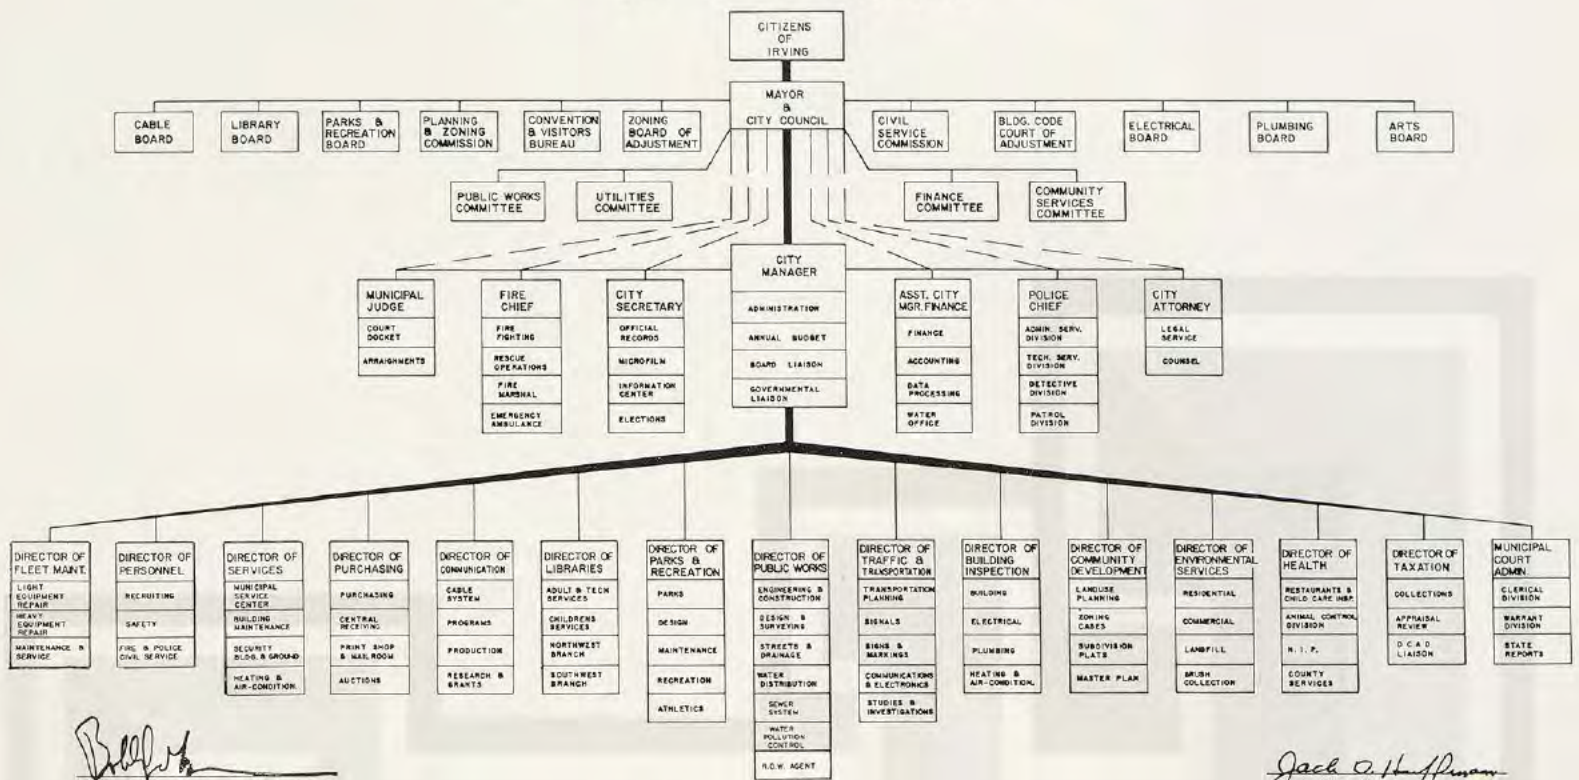 CITIZENS
OF
IRVING
MAYOR
&
CITY COUNCIL
CABLE
BOARD
LIBRARY
BOARD
PARKS &
RECREATION
BOARD
PLANNING
& ZONING
COMMISSION
CONVENTION
& VISITORS
BUREAU
ZONING
BOARD OF
ADJUSTMENT
CIVIL
SERVICE
COMMISSION
BLDG. CODE
COURT OF
ADJUSTMENT
ELECTRICAL
BOARD
PLUMBING
BOARD
ARTS
BOARD
PUBLIC WORKS
COMMITTEE
UTILITIES
COMMITTEE
FINANCE
COMMITTEE
COMMUNITY
SERVICES
COMMITTEE
MUNICIPAL
JUDGE
COURT
DOCKET
ARRAIGNMENTS
FIRE
CHIEF
FIRE
FIGHTING
RESCUE
OPERATIONS
FIRE
MARSHAL
EMERGENCY
AMBULANCE
CITY
SECRETARY
OFFICIAL
RECORDS
MICROFILM
INFORMATION
CENTER
ELECTIONS
CITY
MANAGER
ADMINISTRATION
ANNUAL BUDGET
BOARD LIAISON
GOVERNMENTAL
LIAISON
ASST. CITY
MGR. FINANCE
FINANCE
ACCOUNTING
DATA
PROCESSING
WATER
OFFICE
POLICE
CHIEF
ADMIN. SERV.
DIVISION
TECH. SERV.
DIVISION
DETECTIVE
DIVISION
PATROL
DIVISION
CITY
ATTORNEY
LEGAL
SERVICE
COUNSEL
DIRECTOR OF
FLEET MAINT.
LIGHT
EQUIPMENT
REPAIR
HEAVY
EQUIPMENT
REPAIR
MAINTENANCE &
SERVICE
DIRECTOR OF
PERSONNEL
RECRUITING
SAFETY
FIRE & POLICE
CIVIL SERVICE
DIRECTOR OF
SERVICES
MUNICIPAL
SERVICE
CENTER
BUILDING
MAINTENANCE
SECURITY
BLDG. & GROUND
HEATING &
AIR-CONDITION.
DIRECTOR OF
PURCHASING
PURCHASING
CENTRAL
RECEIVING
PRINT SHOP
& MAIL ROOM
AUCTIONS
DIRECTOR OF
COMMUNICATION
CABLE
SYSTEM
PROGRAMS
PRODUCTION
RESEARCH &
GRANTS
DIRECTOR OF
LIBRARIES
ADULT & TECH
SERVICES
CHILDRENS
SERVICES
NORTHWEST
BRANCH
SOUTHWEST
BRANCH
DIRECTOR OF
PARKS &
RECREATION
PARKS
DESIGN
MAINTENANCE
RECREATION
ATHLETICS
DIRECTOR OF
PUBLIC WORKS
ENGINEERING &
CONSTRUCTION
DESIGN &
SURVEYING
STREETS &
DRAINAGE
WATER
DISTRIBUTION
SEWER
SYSTEM
WATER
POLLUTION
CONTROL
R.O.W. AGENT
DIRECTOR OF
TRAFFIC &
TRANSPORTATION
TRANSPORTATION
PLANNING
SIGNALS
SIGNS &
MARKINGS
COMMUNICATIONS
& ELECTRONICS
STUDIES &
INVESTIGATIONS
DIRECTOR OF
BUILDING
INSPECTION
BUILDING
ELECTRICAL
PLUMBING
HEATING &
AIR-CONDITION.
DIRECTOR OF
COMMUNITY
DEVELOPMENT
LANDUSE
PLANNING
ZONING
CASES
SUBDIVISION
PLATS
MASTER PLAN
DIRECTOR OF
ENVIRONMENTAL
SERVICES
RESIDENTIAL
COMMERCIAL
LANDFILL
BRUSH
COLLECTION
DIRECTOR OF
HEALTH
RESTAURANTS &
CHILD CARE INSP.
ANIMAL CONTROL
DIVISION
N. I. P.
COUNTY
SERVICES
DIRECTOR OF
TAXATION
COLLECTIONS
APPRAISAL
REVIEW
D C A D
LIAISON
MUNICIPAL
COURT
ADMIN.
CLERICAL
DIVISION
WARRANT
DIVISION
STATE
REPORTS
Jack O. Huffman